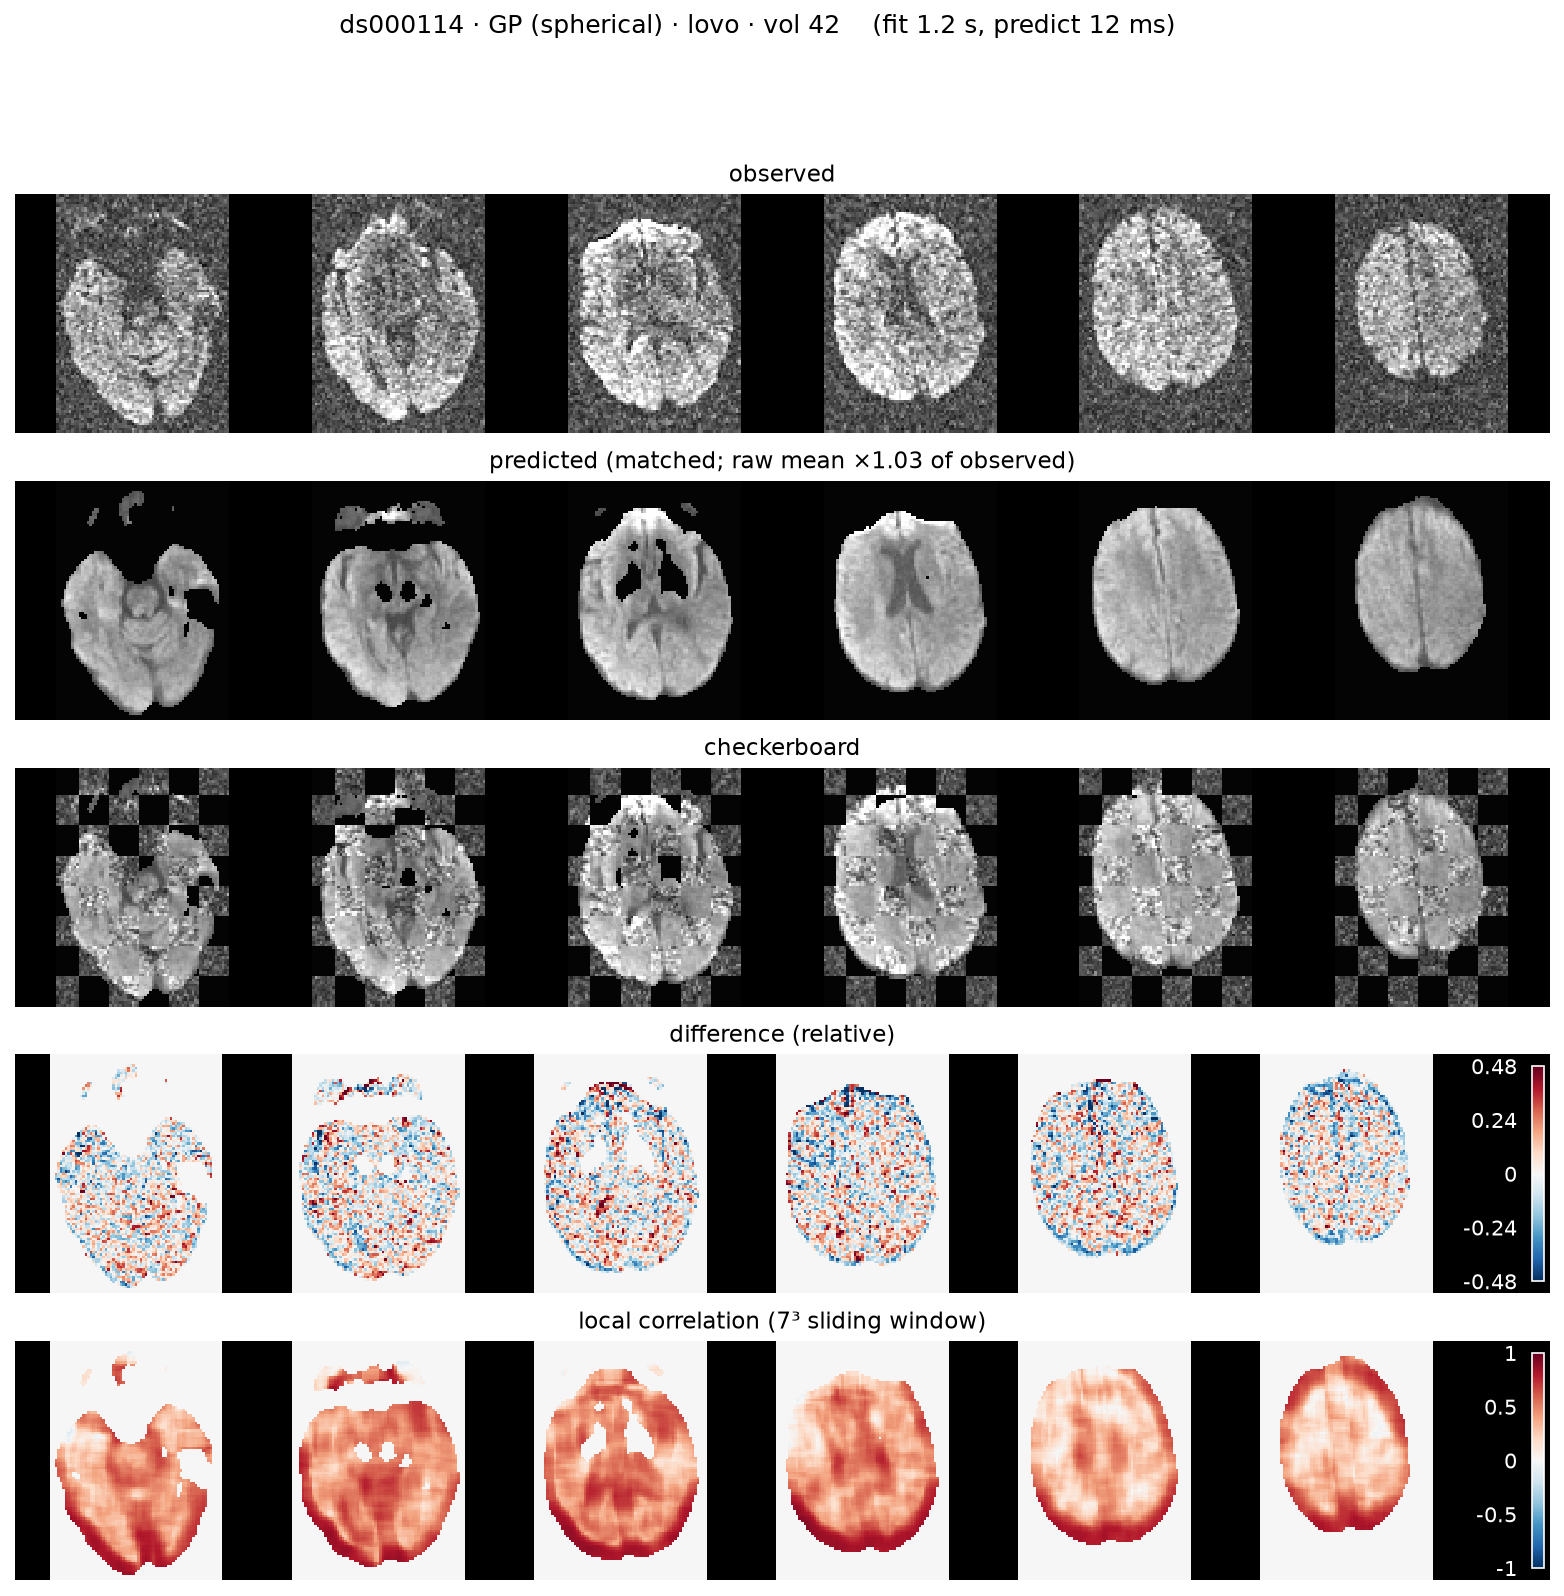 ds000114 · GP (spherical) · lovo · vol 42    (fit 1.2 s, predict 12 ms)
observed
predicted (matched; raw mean ×1.03 of observed)
checkerboard
difference (relative)
0.48
0.24
0
-0.24
-0.48
local correlation (7³ sliding window)
1
0.5
0
-0.5
-1